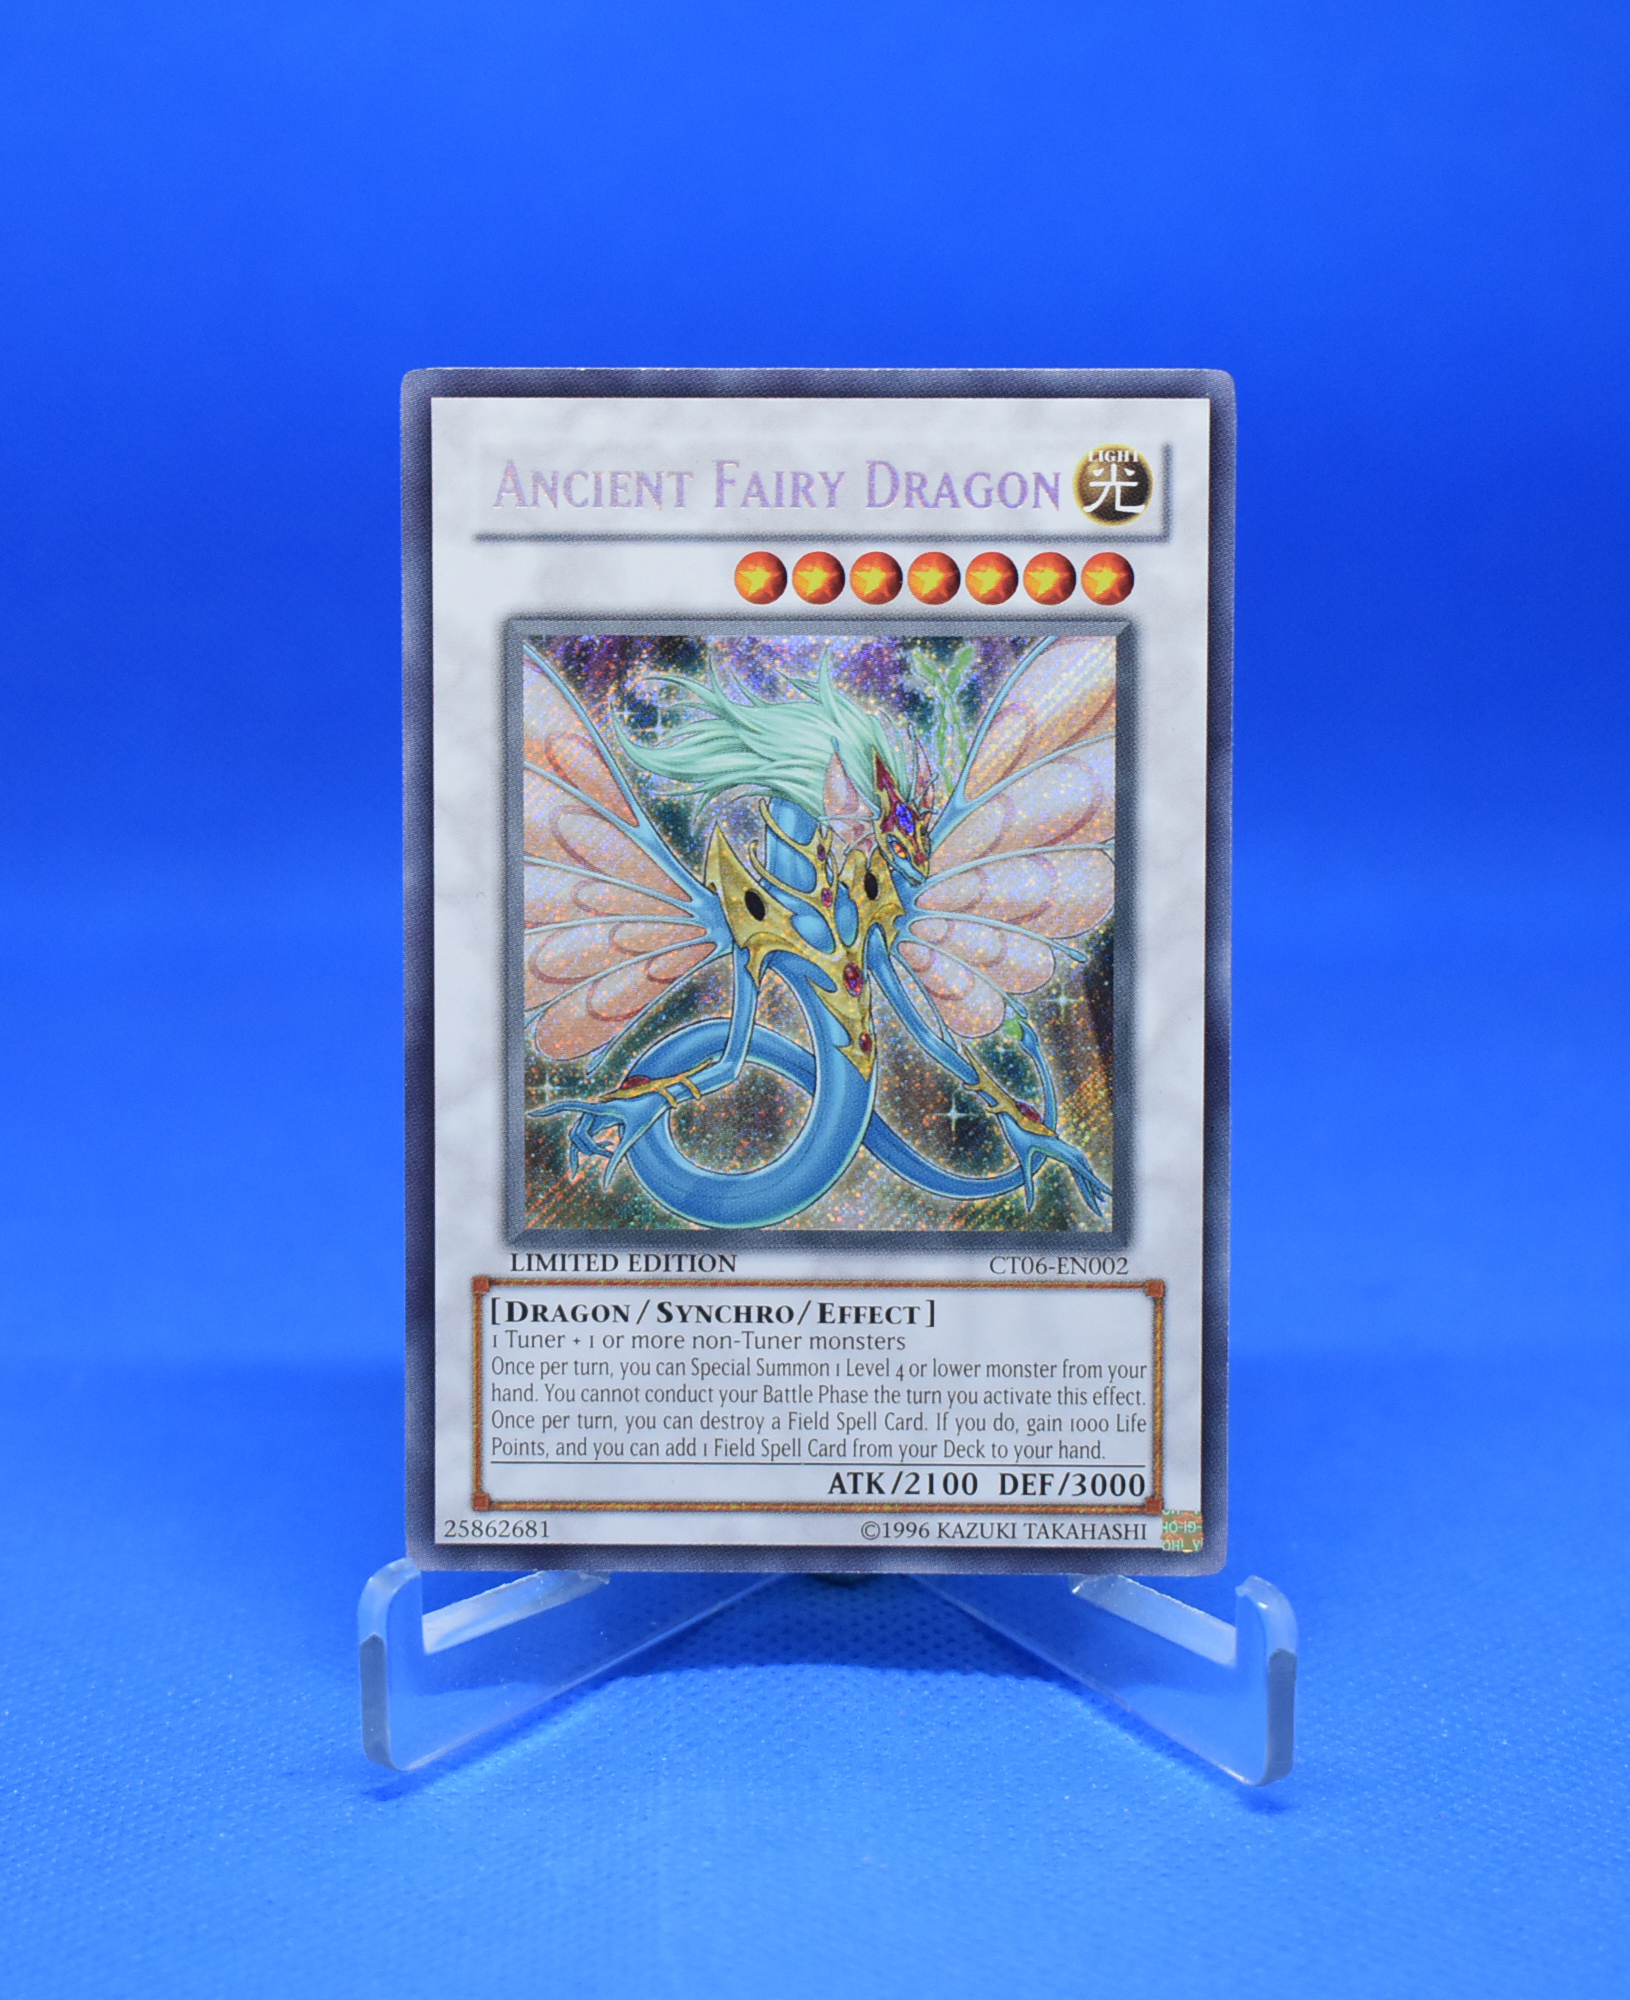 Ancient Fairy Dragon
LIGHT
光
LIMITED EDITION CT06-EN002
[Dragon/Synchro/Effect]
1 Tuner + 1 or more non-Tuner monsters
Once per turn, you can Special Summon 1 Level 4 or lower monster from your
hand. You cannot conduct your Battle Phase the turn you activate this effect.
Once per turn, you can destroy a Field Spell Card. If you do, gain 1000 Life
Points, and you can add 1 Field Spell Card from your Deck to your hand.
ATK/2100 DEF/3000
25862681 ©1996 KAZUKI TAKAHASHI